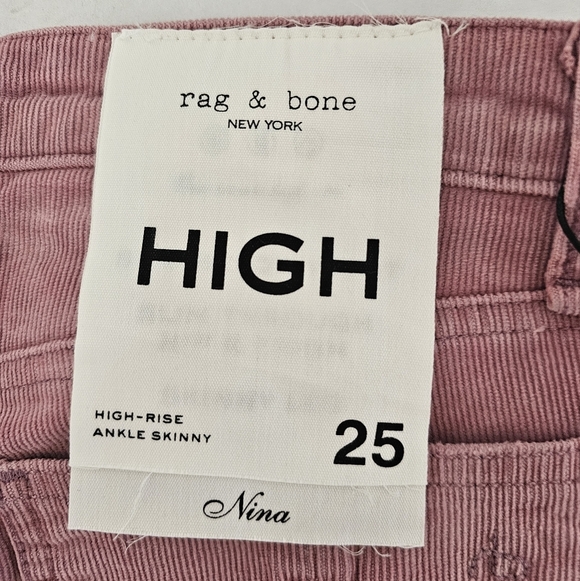 rag & bone
NEW YORK
HIGH
HIGH-RISE
ANKLE SKINNY
25
Nina